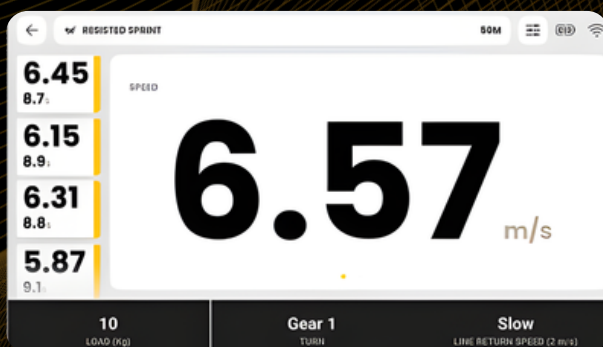 RESISTED SPRINT
50M
6.45
8.7s
6.15
8.9s
6.31
8.8s
5.87
9.1s
SPEED
6.57 m/s
10
LOAD (Kg)
Gear 1
TURN
Slow
LINE RETURN SPEED (2 m/s)